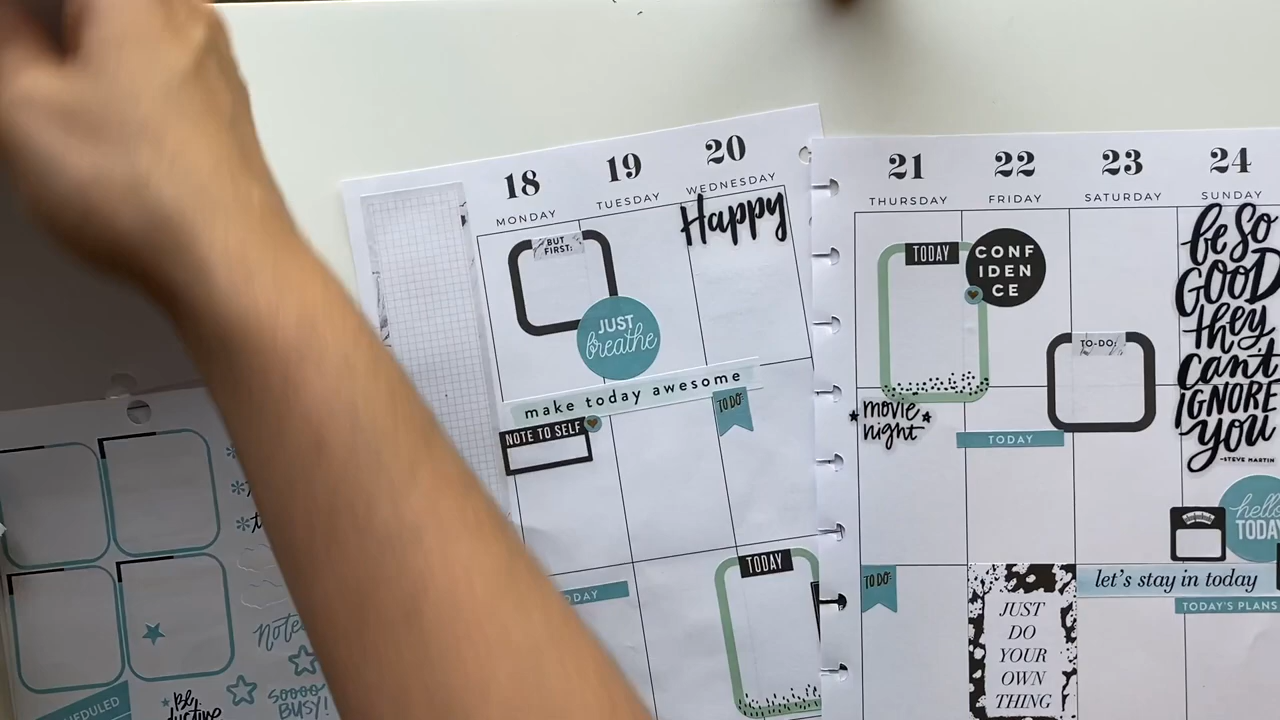 18
MONDAY
19
TUESDAY
20
WEDNESDAY
21
THURSDAY
22
FRIDAY
23
SATURDAY
24
SUNDAY
BUT
FIRST:
Happy
JUST
breathe
make today awesome
NOTE TO SELF
TO DO:
TODAY
TODAY
CONF
IDEN
CE
movie
night
TODAY
TO-DO:
be So
GOOD
they
can't
IGNORE
you
-STEVE MARTIN
hello
TODAY
let's stay in today
TODAY'S PLANS
TO DO:
JUST
DO
YOUR
OWN
THING
Note
soooo
BUSY!
Be